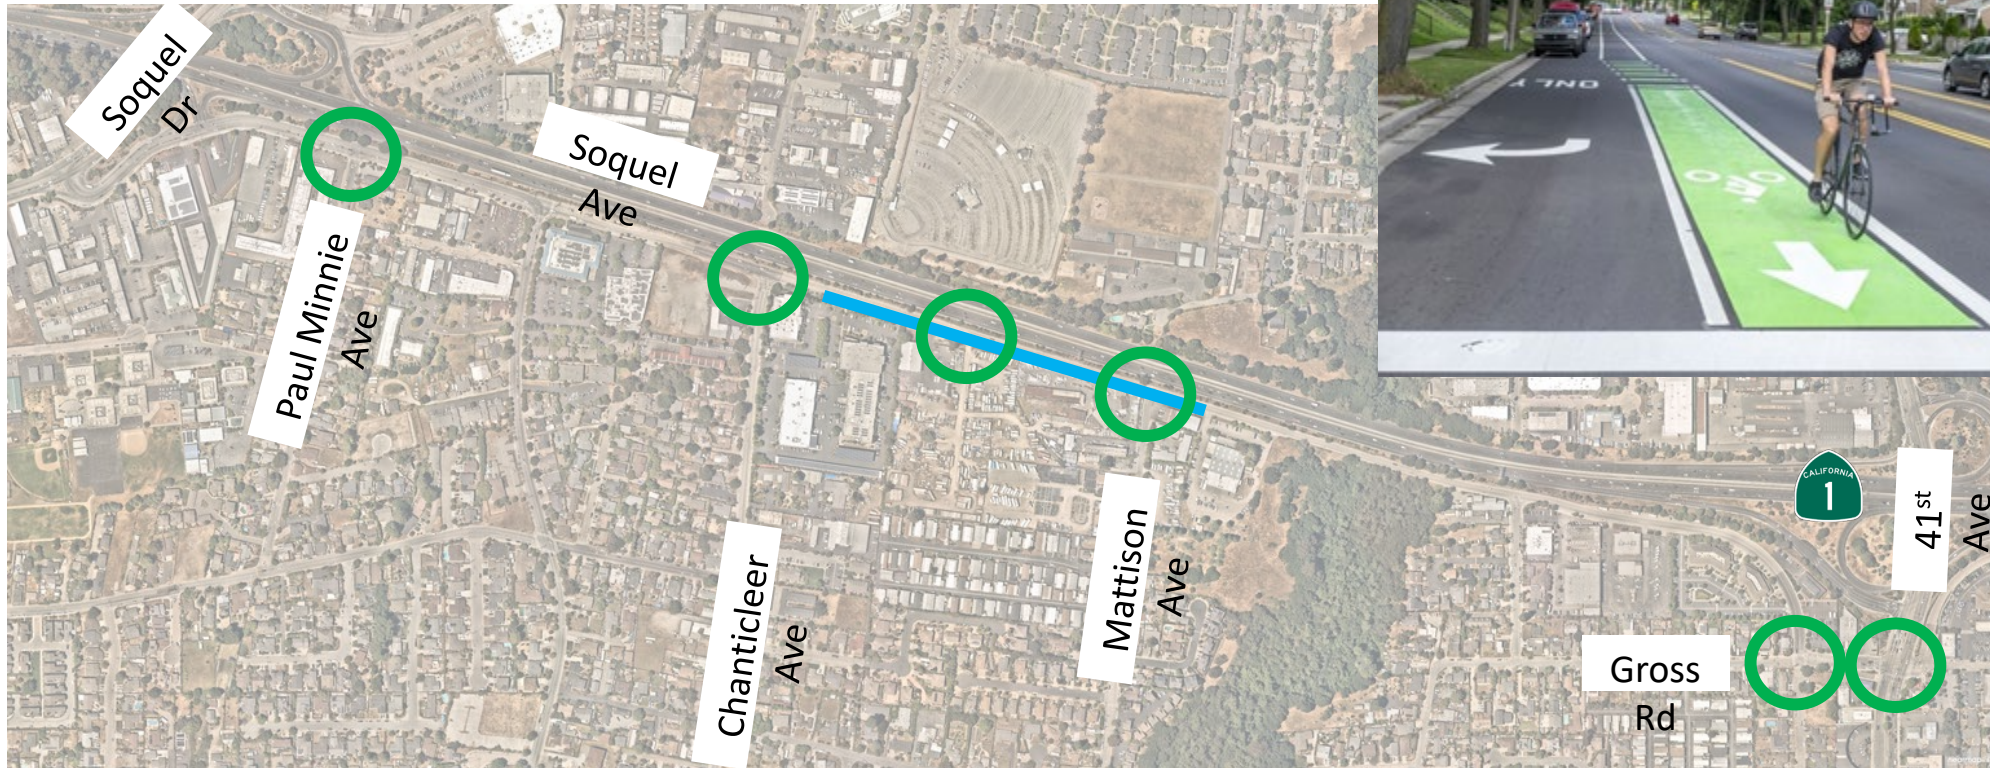 Soquel
Dr
Soquel
Ave
Paul Minnie
Ave
Chanticleer
Ave
Mattison
Ave
ONLY
CALIFORNIA
1
41st
Ave
Gross
Rd